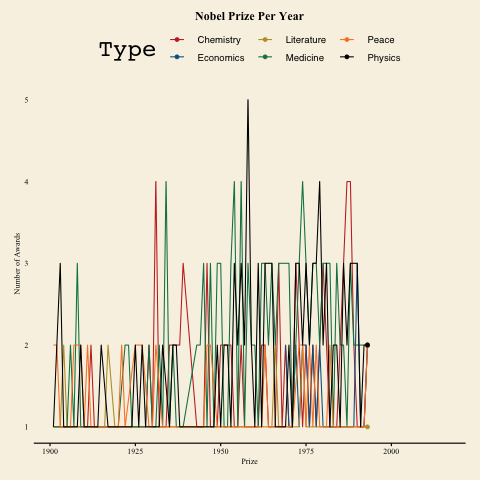 Nobel Prize Per Year
Type
Chemistry Literature Peace
Economics Medicine Physics
5
4
3
2
1
Number of Awards
1900 1925 1950 1975 2000
Prize